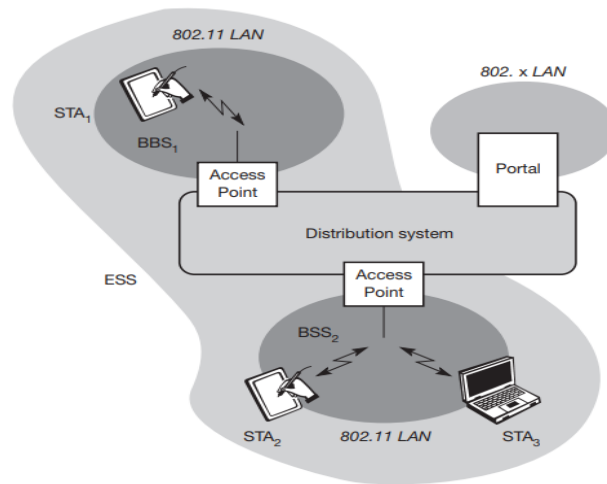 802.11 LAN
802. x LAN
STA₁
BBS₁
Access
Point
Portal
Distribution system
ESS
Access
Point
BSS₂
STA₂
802.11 LAN
STA₃